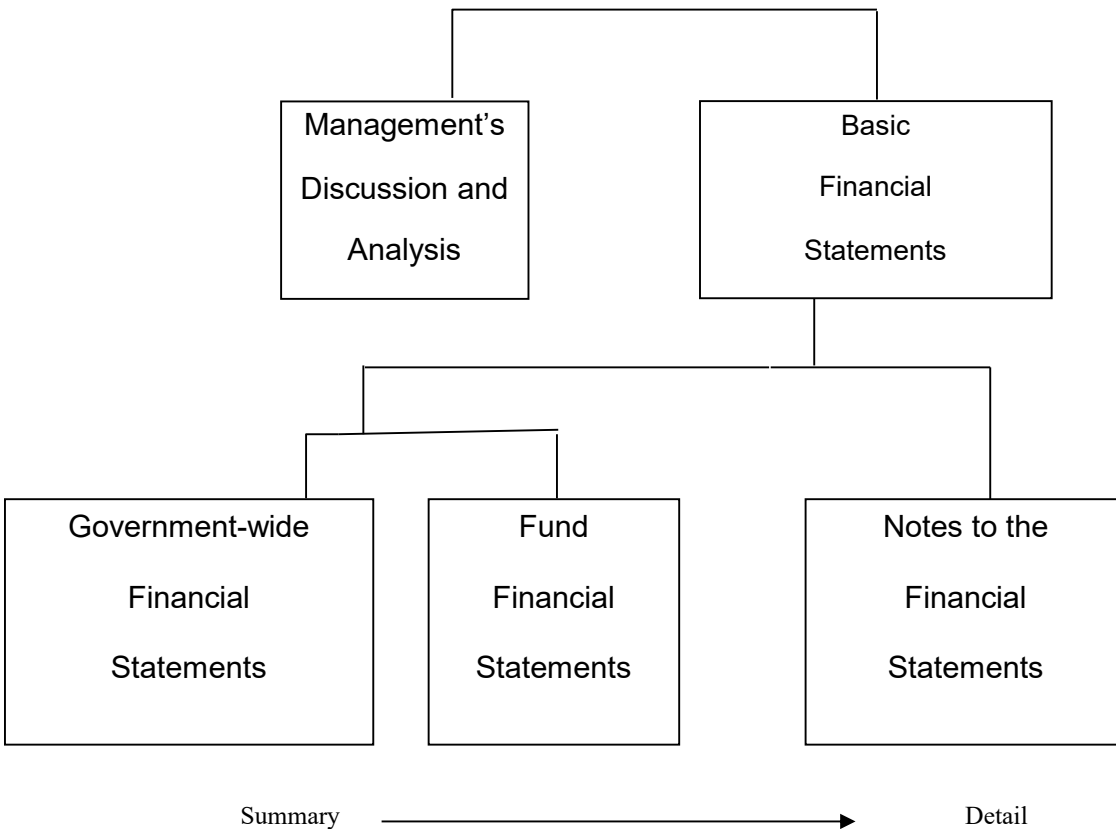 Management’s
Discussion and
Analysis
Basic
Financial
Statements
Government-wide
Financial
Statements
Fund
Financial
Statements
Notes to the
Financial
Statements
Summary
Detail